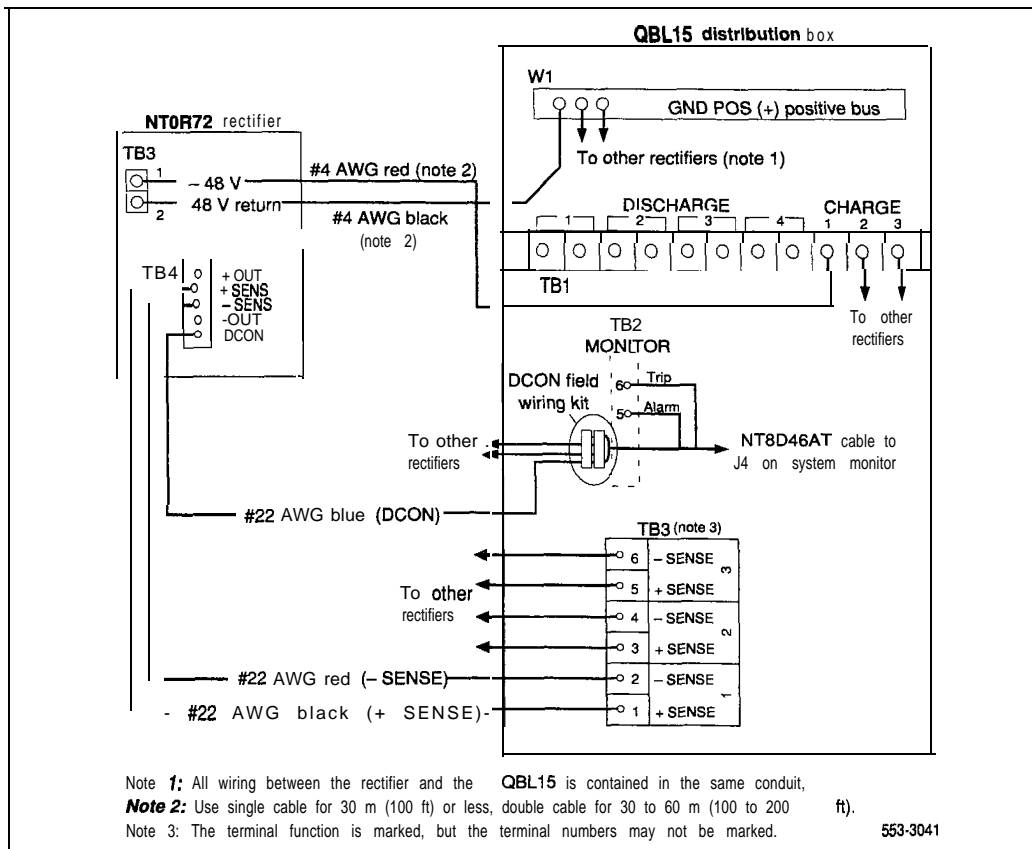 QBL15 distribution box
W1
GND POS (+) positive bus
To other rectifiers (note 1)
NT0R72 rectifier
TB3
1
– 48 V
#4 AWG red (note 2)
2
48 V return
#4 AWG black
(note 2)
DISCHARGE
CHARGE
1 2 3 4 1 2 3
TB1
To other
rectifiers
TB4
+ OUT
+ SENS
– SENS
-OUT
DCON
TB2
MONITOR
DCON field
wiring kit
6 Trip
5 Alarm
To other
rectifiers
NT8D46AT cable to
J4 on system monitor
#22 AWG blue (DCON)
TB3 (note 3)
6 – SENSE
3
5 + SENSE
To other
rectifiers
4 – SENSE
2
3 + SENSE
#22 AWG red (– SENSE)
2 – SENSE
1
- #22 AWG black (+ SENSE)-
1 + SENSE
Note 1: All wiring between the rectifier and the QBL15 is contained in the same conduit,
Note 2: Use single cable for 30 m (100 ft) or less, double cable for 30 to 60 m (100 to 200 ft).
Note 3: The terminal function is marked, but the terminal numbers may not be marked.
553-3041